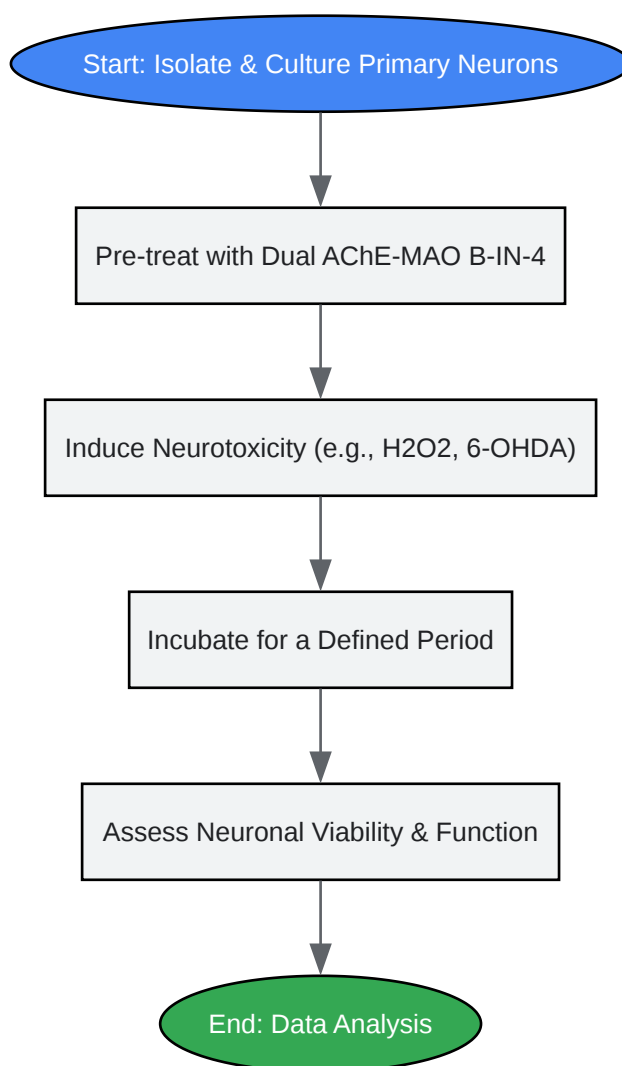 Start: Isolate & Culture Primary Neurons
Pre-treat with Dual AChE-MAO B-IN-4
Induce Neurotoxicity (e.g., H2O2, 6-OHDA)
Incubate for a Defined Period
Assess Neuronal Viability & Function
End: Data Analysis